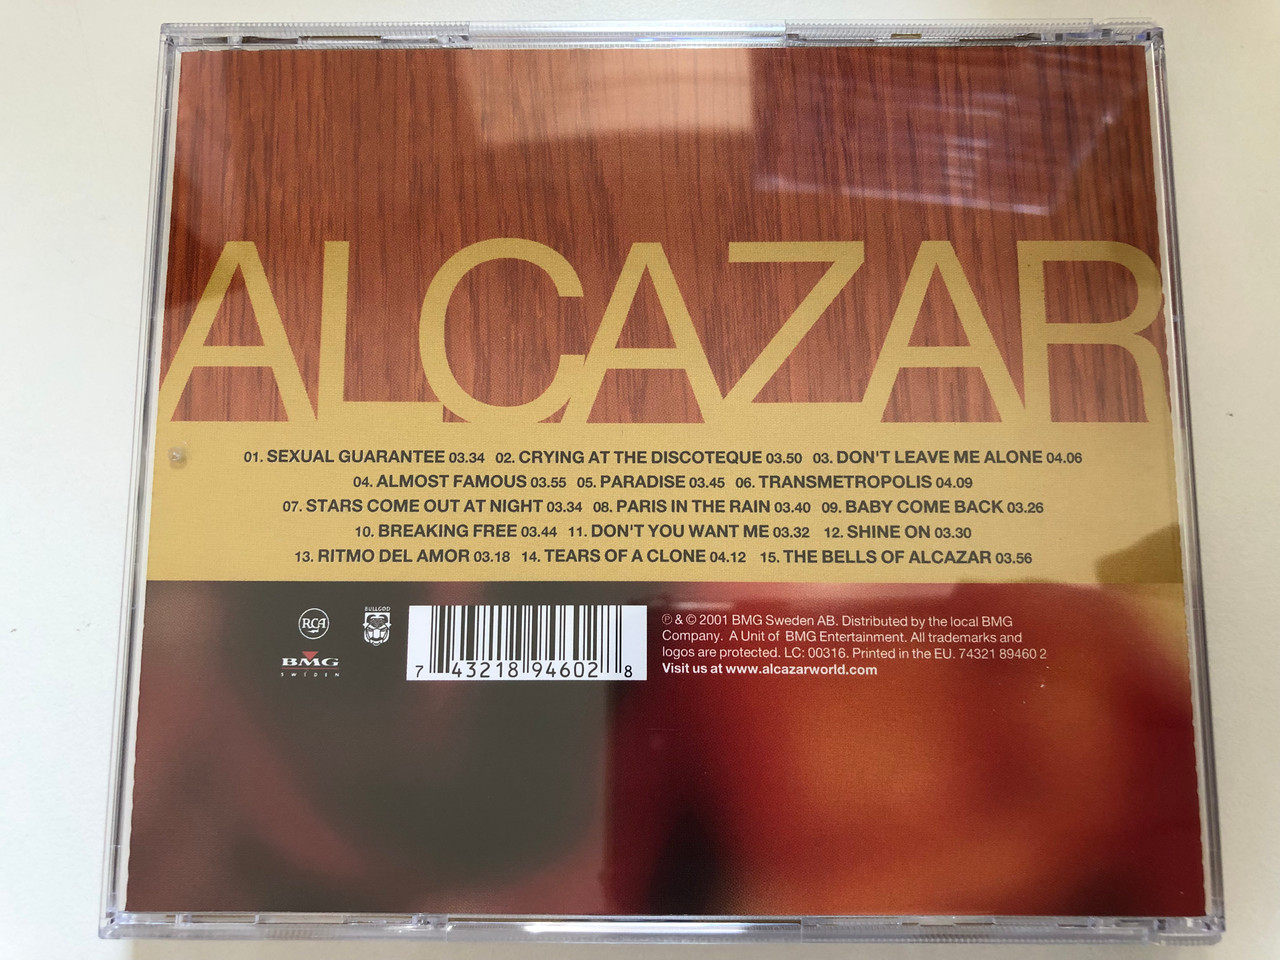 ALCAZAR
01. SEXUAL GUARANTEE 03.34 02. CRYING AT THE DISCOTEQUE 03.50 03. DON'T LEAVE ME ALONE 04.06
04. ALMOST FAMOUS 03.55 05. PARADISE 03.45 06. TRANSMETROPOLIS 04.09
07. STARS COME OUT AT NIGHT 03.34 08. PARIS IN THE RAIN 03.40 09. BABY COME BACK 03.26
10. BREAKING FREE 03.44 11. DON'T YOU WANT ME 03.32 12. SHINE ON 03.30
13. RITMO DEL AMOR 03.18 14. TEARS OF A CLONE 04.12 15. THE BELLS OF ALCAZAR 03.56
RCA
BULLGOD
BMG
SWEDEN
7 43218 94602 8
℗ & © 2001 BMG Sweden AB. Distributed by the local BMG
Company. A Unit of BMG Entertainment. All trademarks and
logos are protected. LC: 00316. Printed in the EU. 74321 89460 2
Visit us at www.alcazarworld.com